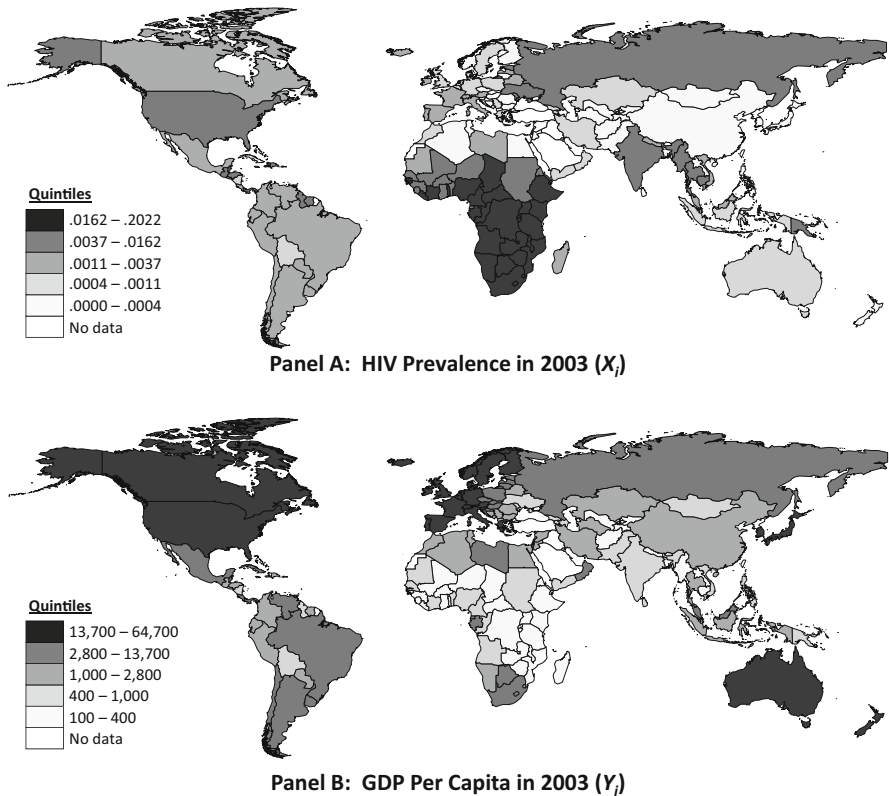 Quintiles
.0162 – .2022
.0037 – .0162
.0011 – .0037
.0004 – .0011
.0000 – .0004
No data
Panel A: HIV Prevalence in 2003 (Xi)
Quintiles
13,700 – 64,700
2,800 – 13,700
1,000 – 2,800
400 – 1,000
100 – 400
No data
Panel B: GDP Per Capita in 2003 (Yi)